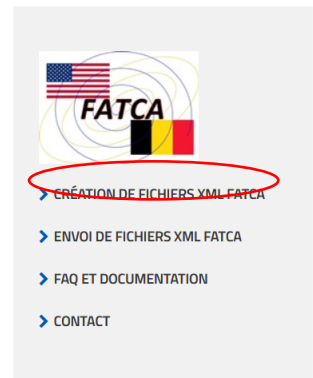 FATCA
CRÉATION DE FICHIERS XML FATCA
ENVOI DE FICHIERS XML FATCA
FAQ ET DOCUMENTATION
CONTACT